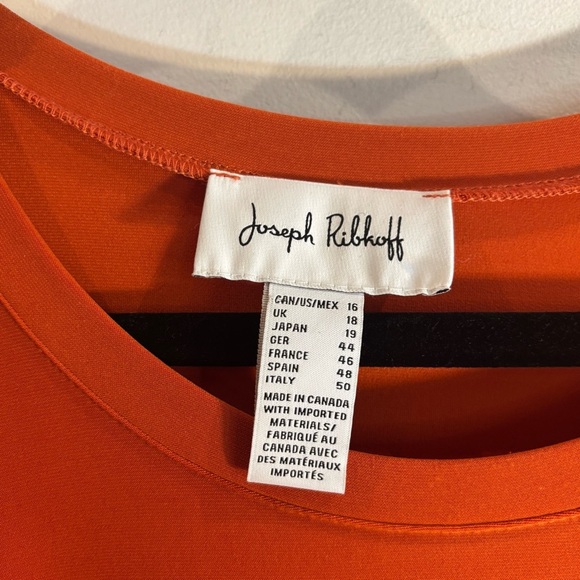 Joseph Ribkoff
CAN/US/MEX 16
UK 18
JAPAN 19
GER 44
FRANCE 46
SPAIN 48
ITALY 50
MADE IN CANADA
WITH IMPORTED
MATERIALS/
FABRIQUÉ AU
CANADA AVEC
DES MATÉRIAUX
IMPORTÉS